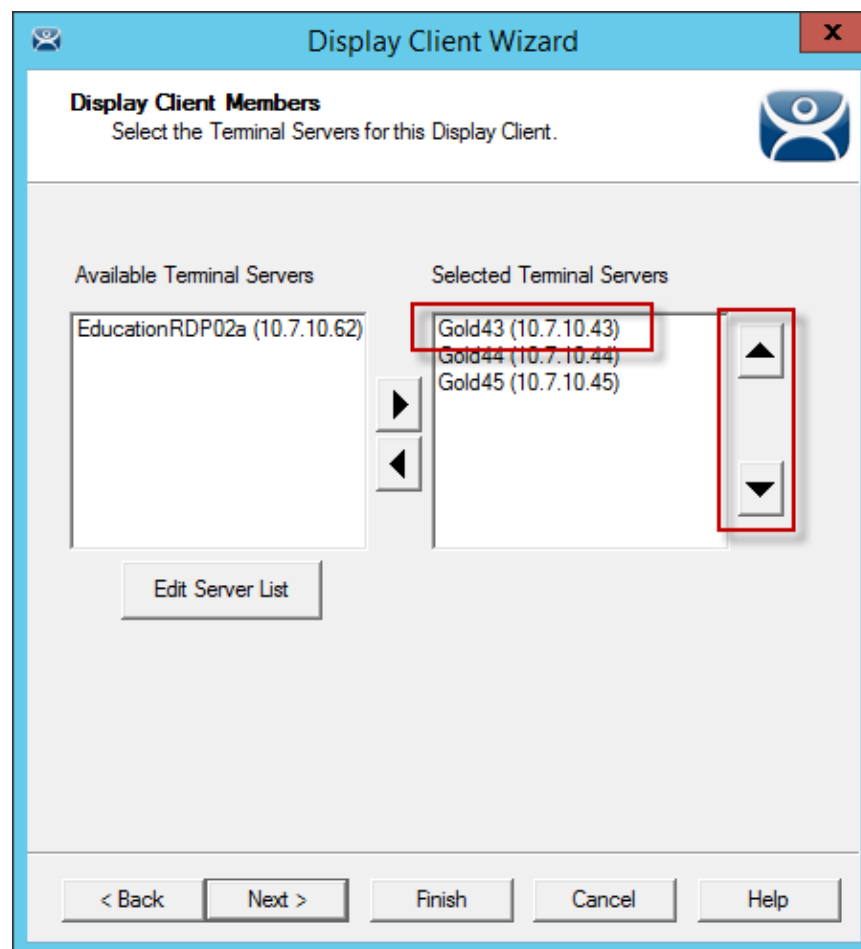 Display Client Wizard
x
Display Client Members
Select the Terminal Servers for this Display Client.
Available Terminal Servers
Selected Terminal Servers
EducationRDP02a (10.7.10.62)
Gold43 (10.7.10.43)
Gold44 (10.7.10.44)
Gold45 (10.7.10.45)
Edit Server List
< Back
Next >
Finish
Cancel
Help